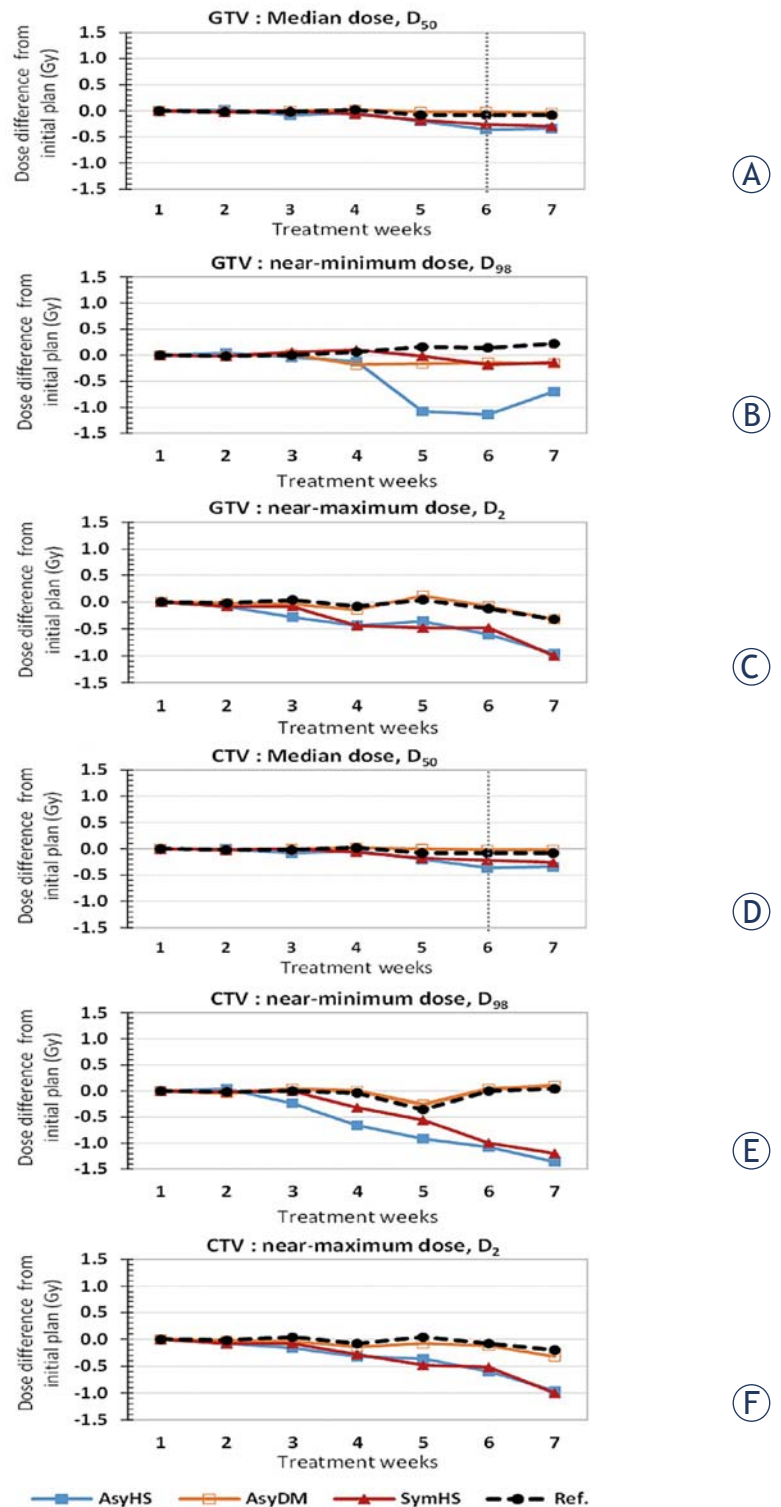 GTV : Median dose, D50
Dose difference from
initial plan (Gy)
1.5
1.0
0.5
0.0
-0.5
-1.0
-1.5
1 2 3 4 5 6 7
Treatment weeks
A
GTV : near-minimum dose, D98
Dose difference from
initial plan (Gy)
1.5
1.0
0.5
0.0
-0.5
-1.0
-1.5
1 2 3 4 5 6 7
Treatment weeks
B
GTV : near-maximum dose, D2
Dose difference from
initial plan (Gy)
1.5
1.0
0.5
0.0
-0.5
-1.0
-1.5
1 2 3 4 5 6 7
Treatment weeks
C
CTV : Median dose, D50
Dose difference from
initial plan (Gy)
1.5
1.0
0.5
0.0
-0.5
-1.0
-1.5
1 2 3 4 5 6 7
Treatment weeks
D
CTV : near-minimum dose, D98
Dose difference from
initial plan (Gy)
1.5
1.0
0.5
0.0
-0.5
-1.0
-1.5
1 2 3 4 5 6 7
Treatment weeks
E
CTV : near-maximum dose, D2
Dose difference from
initial plan (Gy)
1.5
1.0
0.5
0.0
-0.5
-1.0
-1.5
1 2 3 4 5 6 7
Treatment weeks
F
AsyHS AsyDM SymHS Ref.